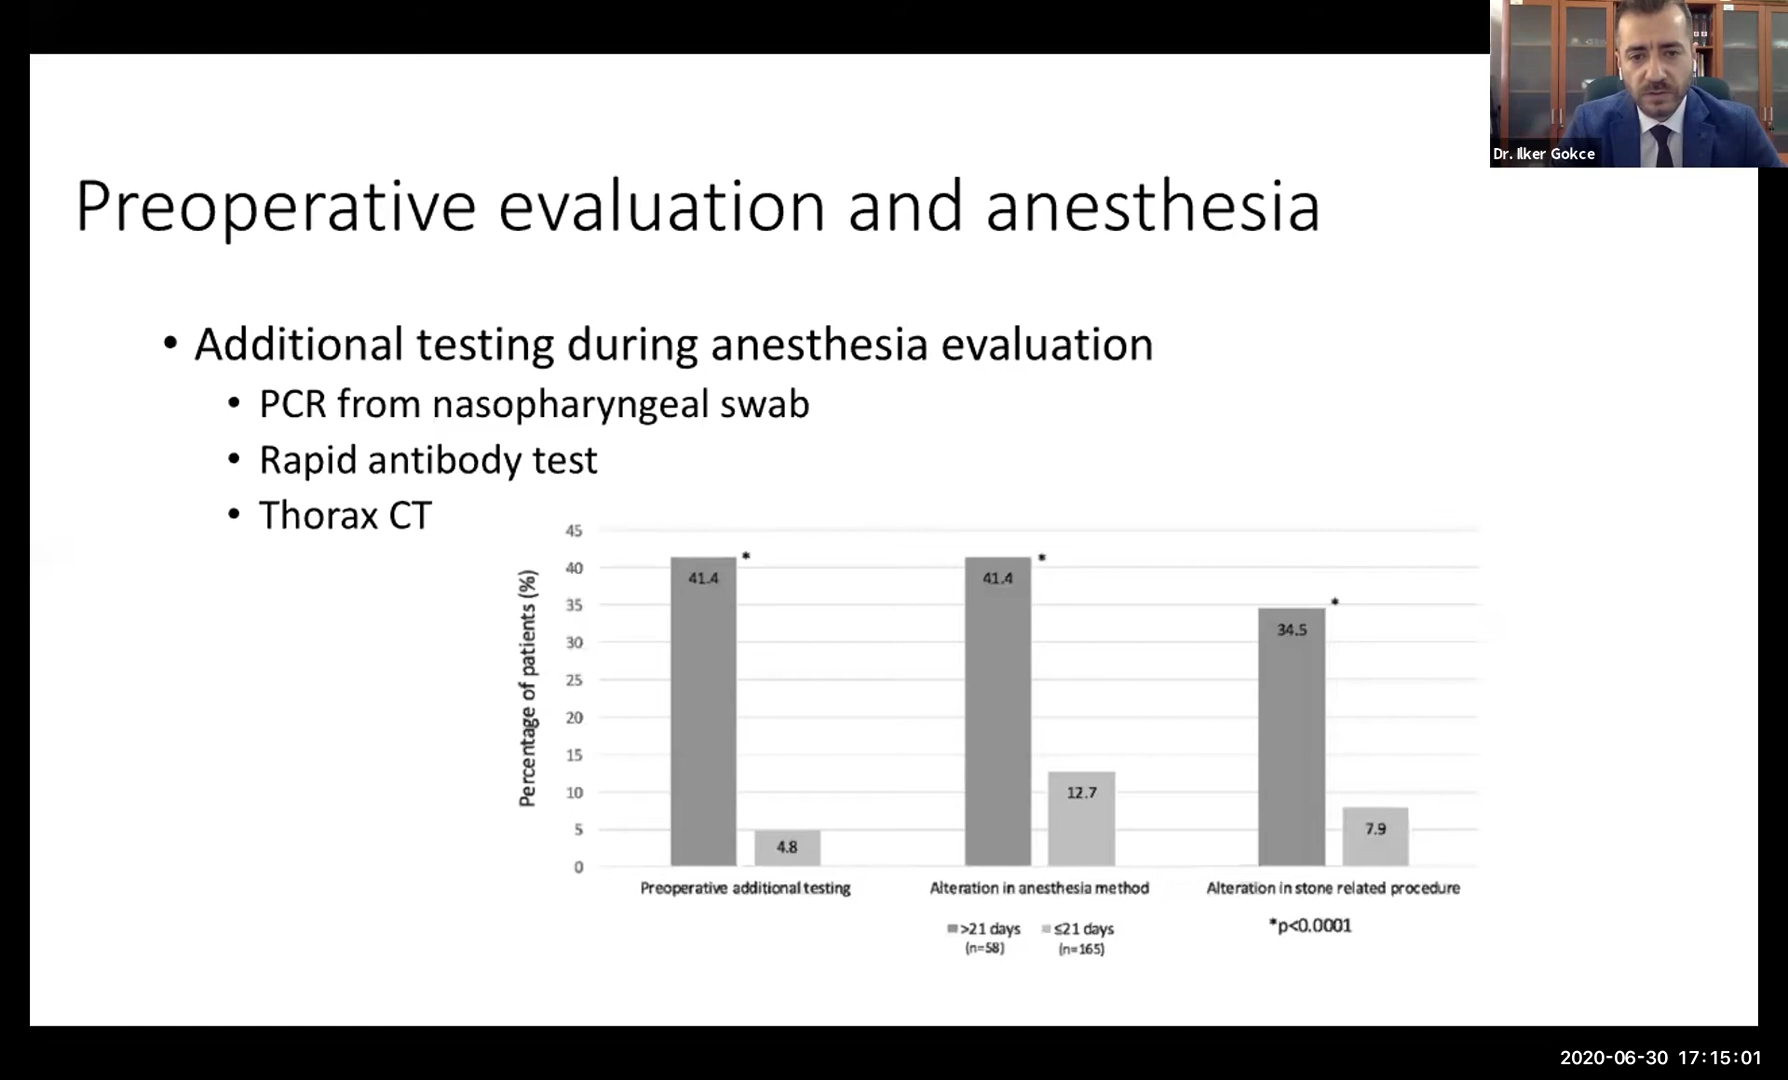 Dr. Ilker Gokce
Preoperative evaluation and anesthesia
• Additional testing during anesthesia evaluation
• PCR from nasopharyngeal swab
• Rapid antibody test
• Thorax CT
Percentage of patients (%)
45
40
35
30
25
20
15
10
5
0
41.4
*
4.8
41.4
*
12.7
34.5
*
7.9
Preoperative additional testing
Alteration in anesthesia method
Alteration in stone related procedure
>21 days
(n=58)
≤21 days
(n=165)
*p<0.0001
2020-06-30 17:15:01